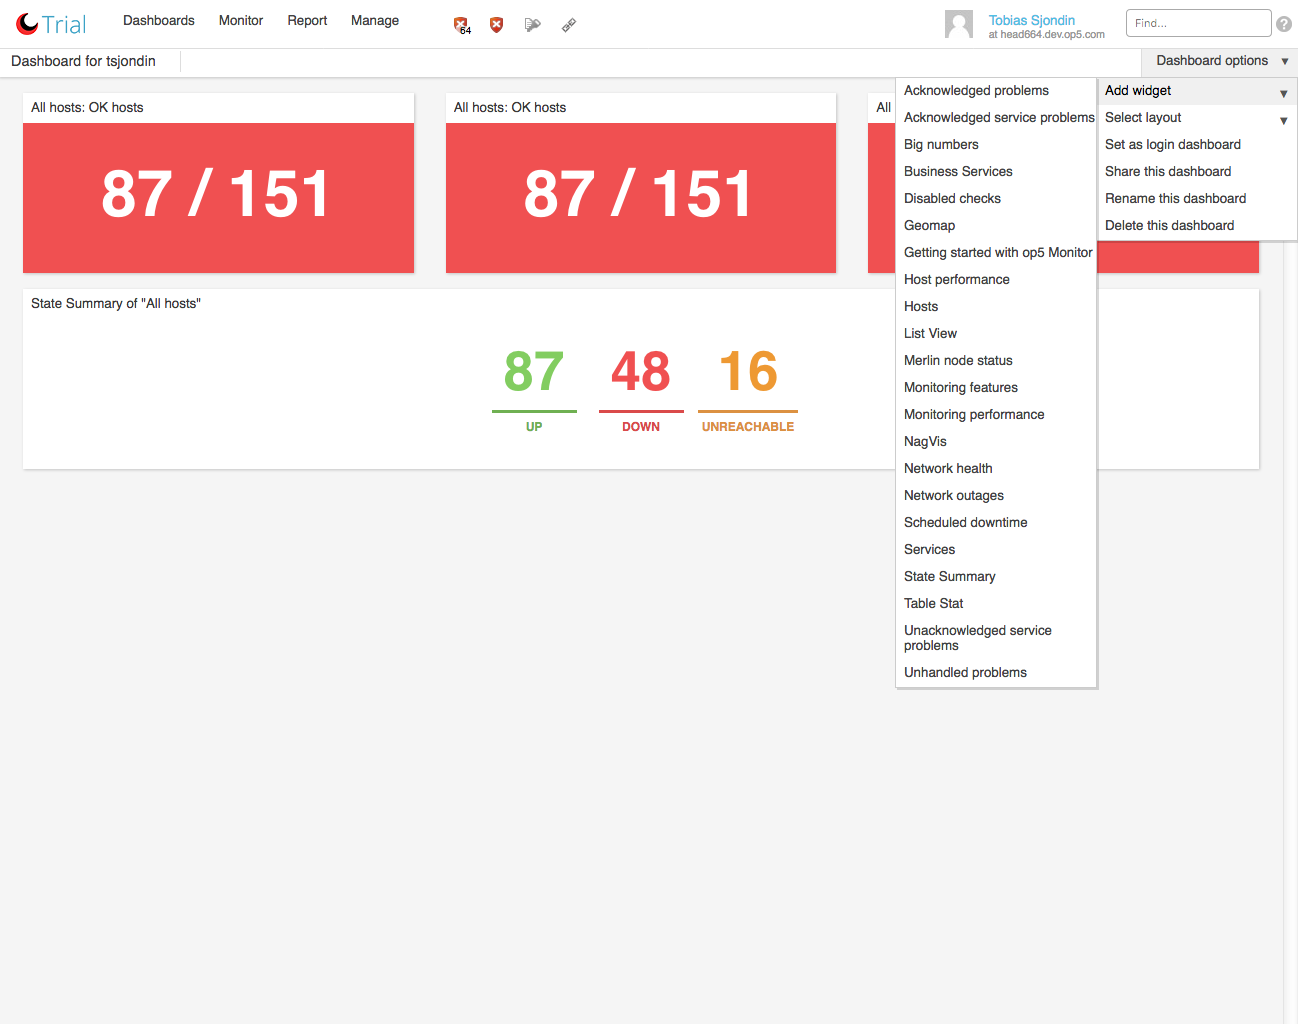 Trial
Dashboards
Monitor
Report
Manage
64
Tobias Sjondin
at head664.dev.op5.com
Find...
?
Dashboard for tsjondin
Dashboard options ▼
All hosts: OK hosts
87 / 151
All hosts: OK hosts
87 / 151
All
State Summary of "All hosts"
87
UP
48
DOWN
16
UNREACHABLE
Add widget ▼
Select layout ▼
Set as login dashboard
Share this dashboard
Rename this dashboard
Delete this dashboard
Acknowledged problems
Acknowledged service problems
Big numbers
Business Services
Disabled checks
Geomap
Getting started with op5 Monitor
Host performance
Hosts
List View
Merlin node status
Monitoring features
Monitoring performance
NagVis
Network health
Network outages
Scheduled downtime
Services
State Summary
Table Stat
Unacknowledged service
problems
Unhandled problems